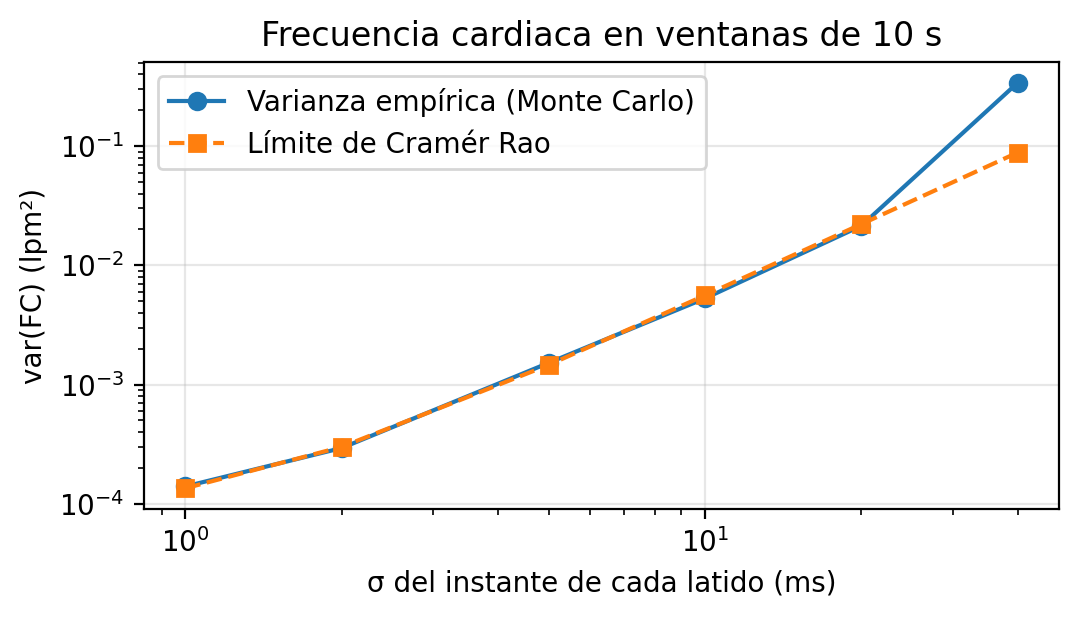 Frecuencia cardiaca en ventanas de 10 s
Varianza empírica (Monte Carlo)
Límite de Cramér Rao
var(FC) (lpm²)
10⁻¹
10⁻²
10⁻³
10⁻⁴
10⁰
10¹
σ del instante de cada latido (ms)